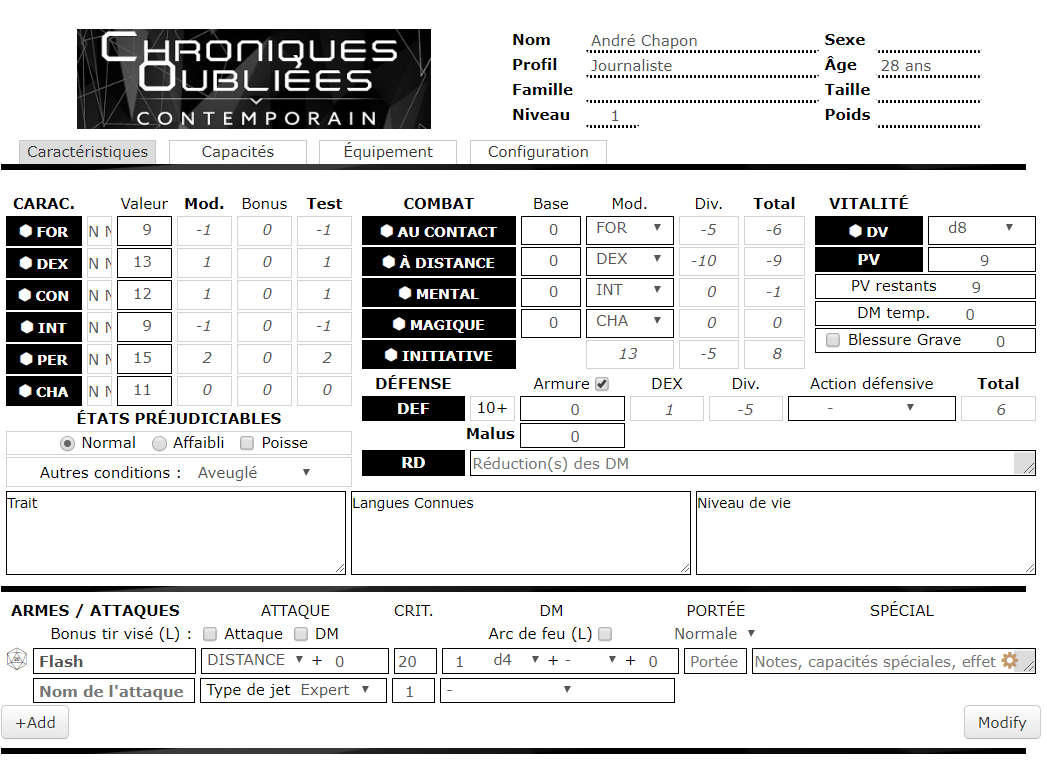 CHRONIQUES
OUBLIÉES
CONTEMPORAIN
Nom André Chapon Sexe
Profil Journaliste Âge 28 ans
Famille Taille
Niveau 1 Poids
Caractéristiques Capacités Équipement Configuration
CARAC. Valeur Mod. Bonus Test COMBAT Base Mod. Div. Total VITALITÉ
FOR N N 9 -1 0 -1 AU CONTACT 0 FOR -5 -6 DV d8
DEX N N 13 1 0 1 À DISTANCE 0 DEX -10 -9 PV 9
CON N N 12 1 0 1 MENTAL 0 INT 0 -1 PV restants 9
INT N N 9 -1 0 -1 MAGIQUE 0 CHA 0 0 DM temp. 0
PER N N 15 2 0 2 INITIATIVE 13 -5 8 Blessure Grave 0
CHA N N 11 0 0 0 DÉFENSE Armure DEX Div. Action défensive Total
DEF 10+ 0 1 -5 - 6
ÉTATS PRÉJUDICIABLES
Malus 0
Normal Affaibli Poisse
RD Réduction(s) des DM
Autres conditions : Aveuglé
Trait Langues Connues Niveau de vie
ARMES / ATTAQUES ATTAQUE CRIT. DM PORTÉE SPÉCIAL
Bonus tir visé (L) : Attaque DM Arc de feu (L) Normale
Flash DISTANCE + 0 20 1 d4 + - + 0 Portée Notes, capacités spéciales, effet
Nom de l'attaque Type de jet Expert 1 -
+Add Modify